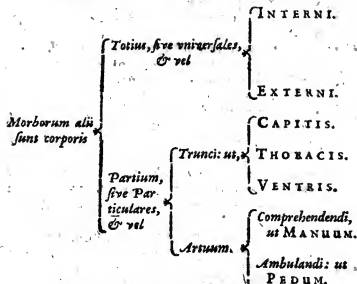 INTERNI.
Totius, sive vniversales,
& vel
EXTERNI.
Morborum alii
sunt corporis
CAPITIS.
Trunci: ut,
THORACIS.
Partium,
sive Par-
ticulares,
& vel
VENTRIS.
Comprehendendi,
ut MANUUM.
Artuum.
Ambulandi: ut
PEDUM.